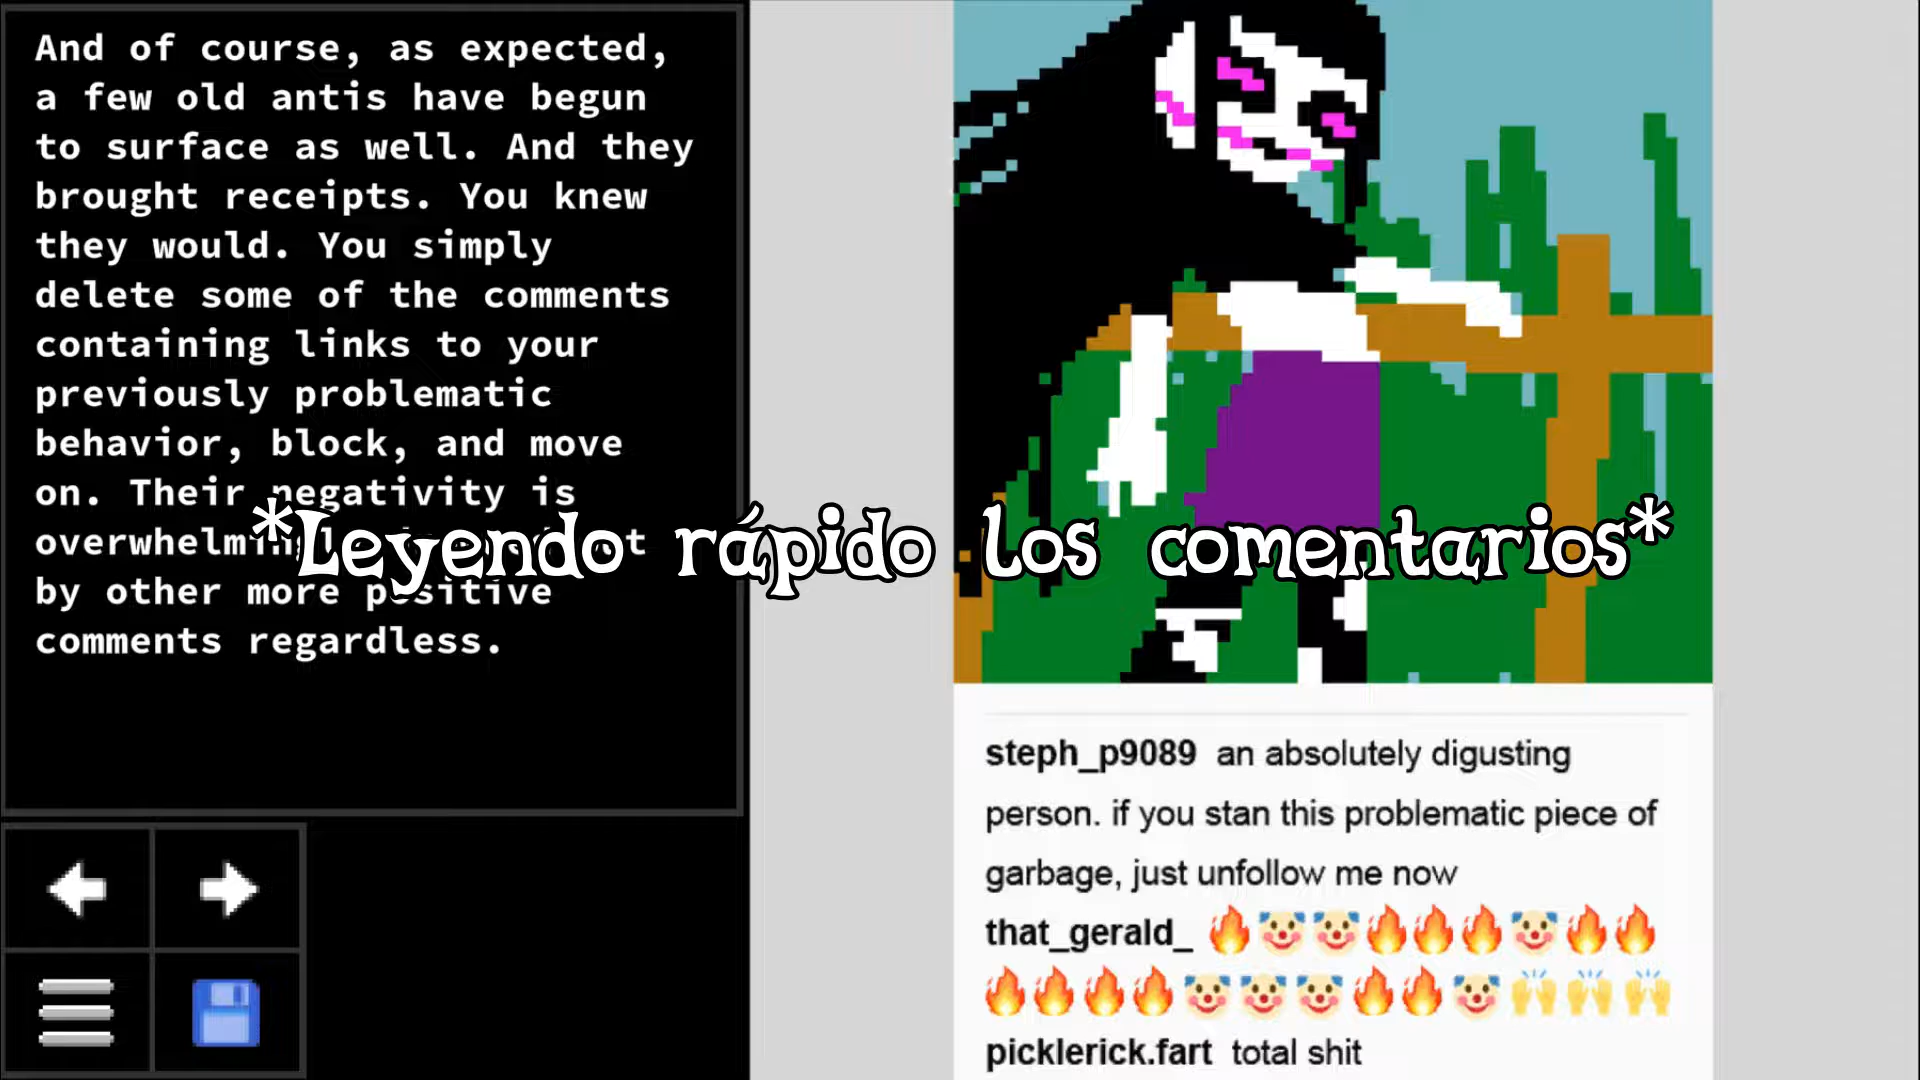 And of course, as expected,
a few old antis have begun
to surface as well. And they
brought receipts. You knew
they would. You simply
delete some of the comments
containing links to your
previously problematic
behavior, block, and move
on. Their negativity is
*Leyendo rápido los comentarios*
by other more positive
comments regardless.
steph_p9089 an absolutely digusting
person. if you stan this problematic piece of
garbage, just unfollow me now
that_gerald_ 🔥🤡🤡🔥🔥🔥🤡🔥🔥
🔥🔥🔥🔥🤡🤡🤡🔥🔥🤡🙌🙌🙌
picklerick.fart total shit